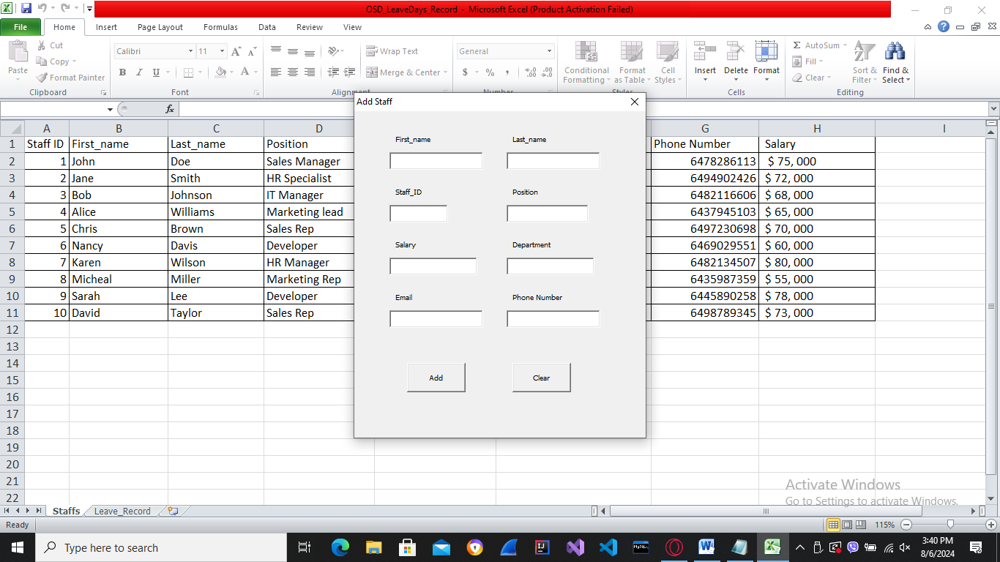 OSD_LeaveDays_Record - Microsoft Excel (Product Activation Failed)
File Home Insert Page Layout Formulas Data Review View
Paste
Cut
Copy
Format Painter
Clipboard
Calibri 11
B I U
Font
Wrap Text
Merge & Center
Alignment
General
$ % ,
Number
Conditional Formatting
Format as Table
Cell Styles
Styles
Insert Delete Format
Cells
AutoSum
Fill
Clear
Sort & Filter
Find & Select
Editing
fx
A B C D G H I
1 Staff ID First_name Last_name Position Phone Number Salary
2 1 John Doe Sales Manager 6478286113 $ 75, 000
3 2 Jane Smith HR Specialist 6494902426 $ 72, 000
4 3 Bob Johnson IT Manager 6482116606 $ 68, 000
5 4 Alice Williams Marketing lead 6437945103 $ 65, 000
6 5 Chris Brown Sales Rep 6497230698 $ 70, 000
7 6 Nancy Davis Developer 6469029551 $ 60, 000
8 7 Karen Wilson HR Manager 6482134507 $ 80, 000
9 8 Micheal Miller Marketing Rep 6435987359 $ 55, 000
10 9 Sarah Lee Developer 6445890258 $ 78, 000
11 10 David Taylor Sales Rep 6498789345 $ 73, 000
12
13
14
15
16
17
18
19
20
21
22
Add Staff
First_name Last_name
Staff_ID Position
Salary Department
Email Phone Number
Add Clear
Activate Windows
Go to Settings to activate Windows.
Staffs Leave_Record
Ready 115%
Type here to search
3:40 PM
8/6/2024